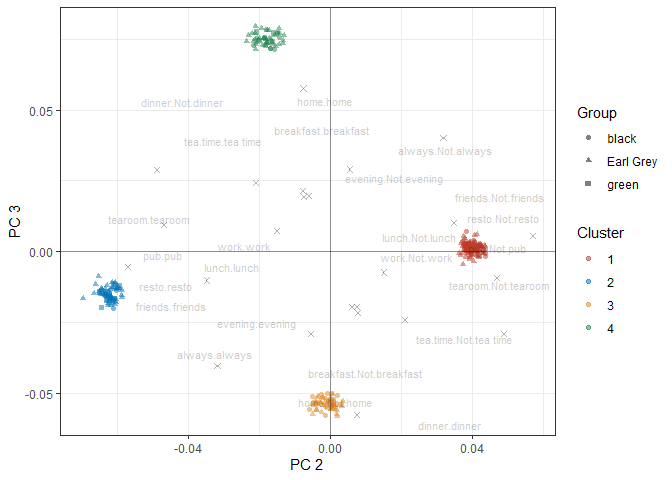 dinner.Not.dinner
home.home
breakfast.breakfast
tea.time.tea time
always.Not.always
evening.Not.evening
friends.Not.friends
tearoom.tearoom
resto.Not.resto
lunch.Not.lunch
work.work
Not.pub
pub.pub
work.Not.work
lunch.lunch
tearoom.Not.tearoom
resto.resto
friends.friends
evening.evening
tea.time.Not.tea time
always.always
breakfast.Not.breakfast
home
dinner.dinner
0.05
0.00
-0.05
-0.04
0.00
0.04
PC 2
PC 3
Group
black
Earl Grey
green
Cluster
1
2
3
4